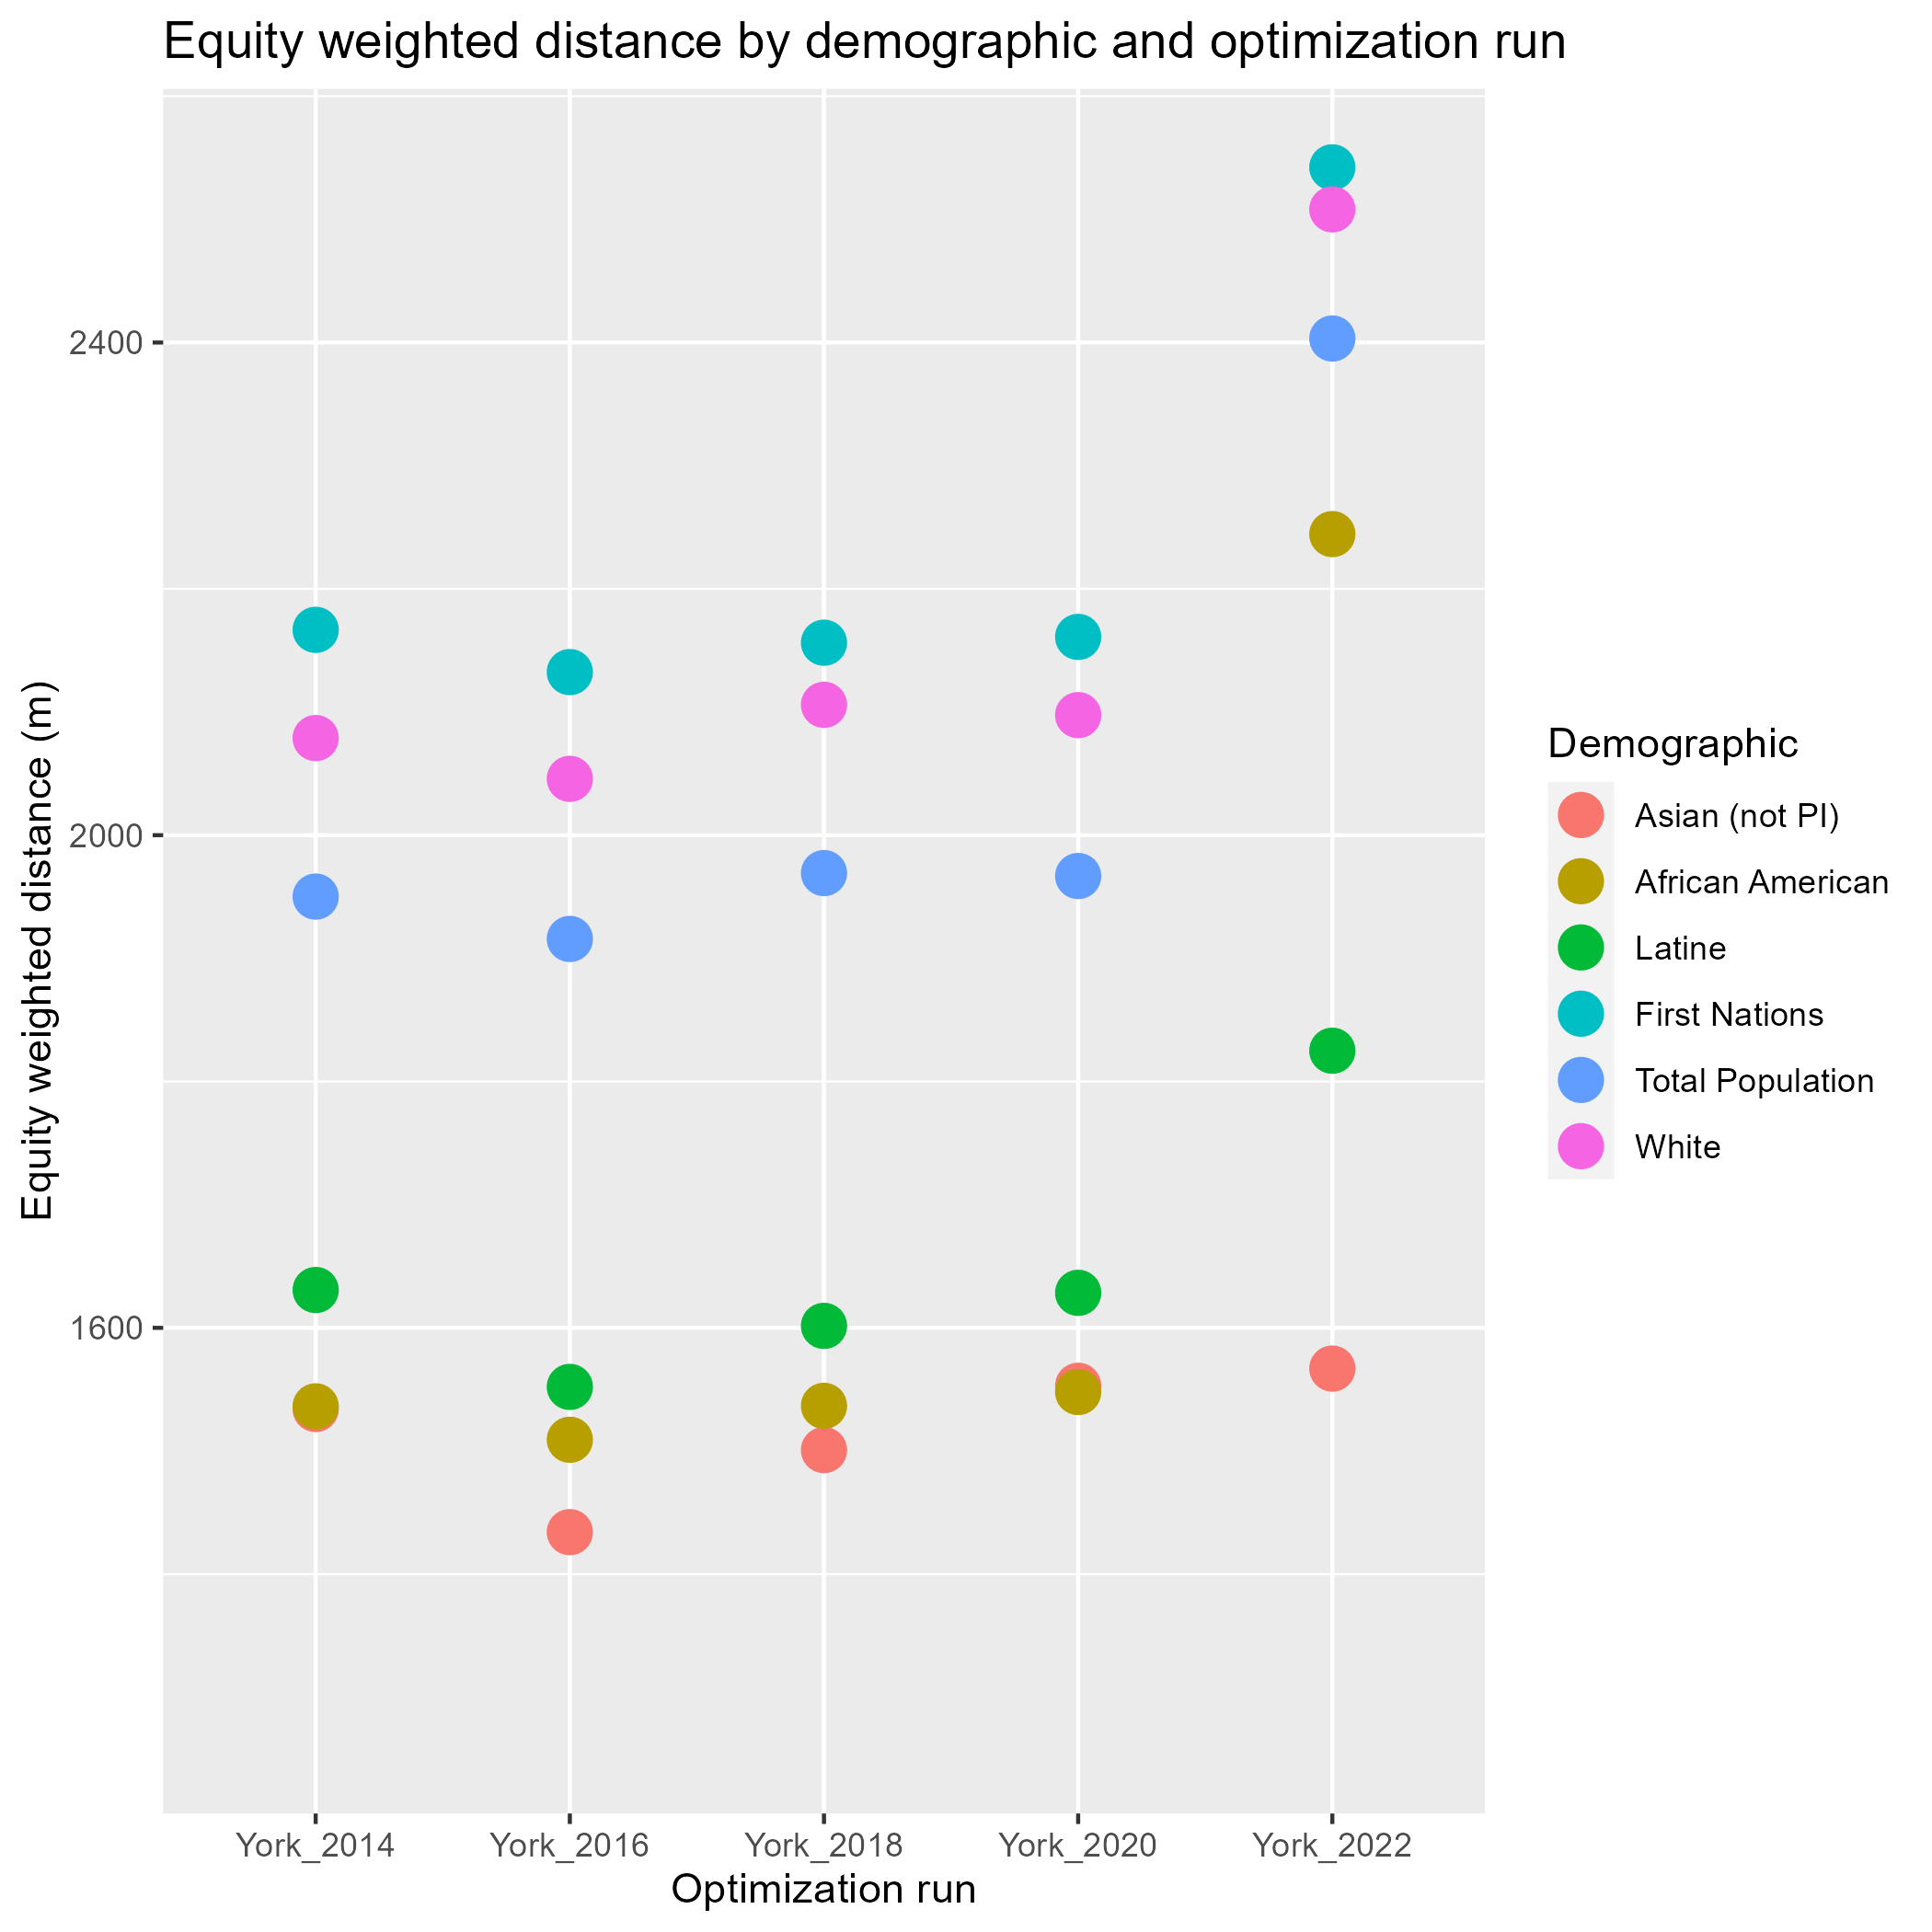 Equity weighted distance by demographic and optimization run
Equity weighted distance (m)
2400
2000
1600
York_2014
York_2016
York_2018
York_2020
York_2022
Optimization run
Demographic
Asian (not PI)
African American
Latine
First Nations
Total Population
White